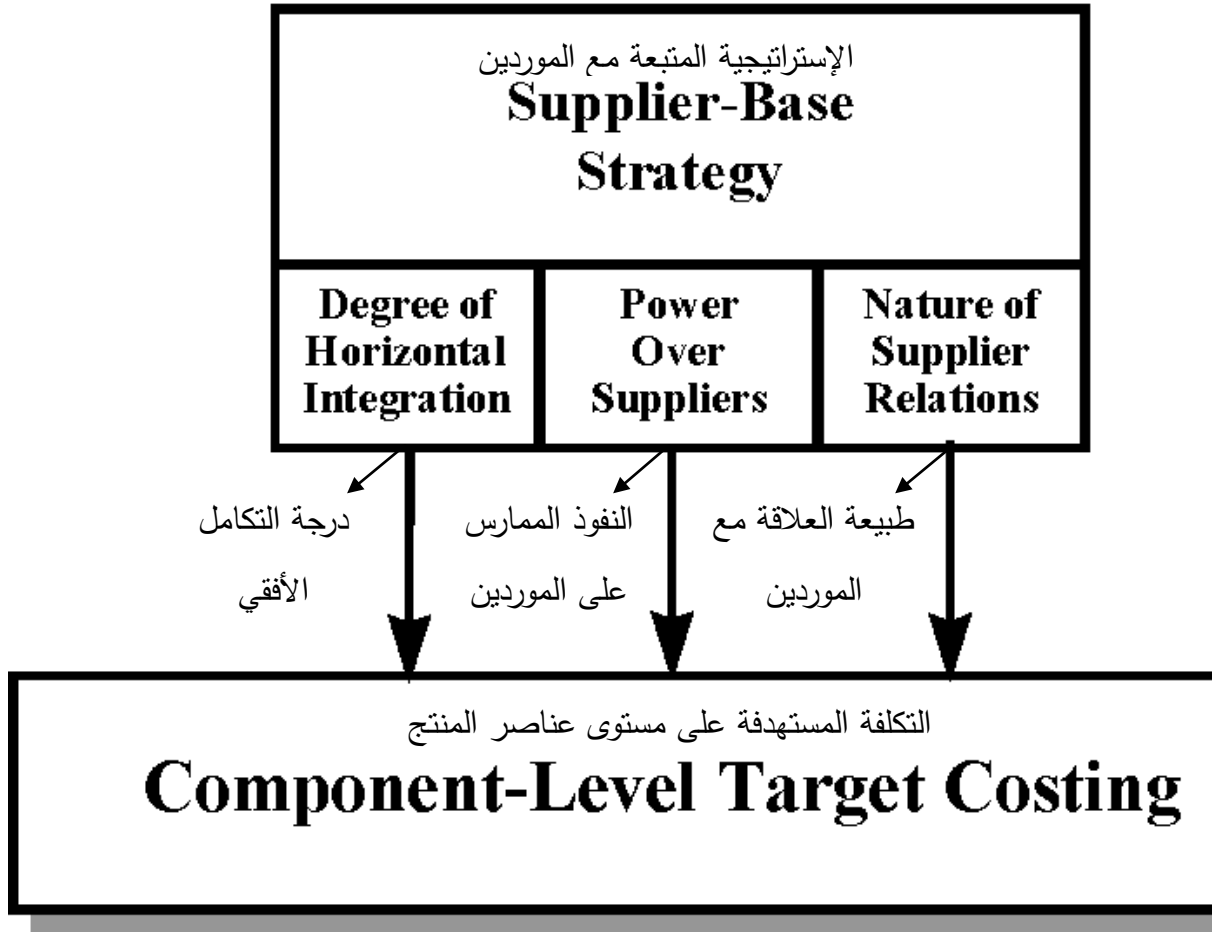 الإستراتيجية المتبعة مع الموردين
Supplier-Base
Strategy
Degree of
Horizontal
Integration
Power
Over
Suppliers
Nature of
Supplier
Relations
درجة التكامل
الأفقي
النفوذ الممارس
على الموردين
طبيعة العلاقة مع
الموردين
التكلفة المستهدفة على مستوى عناصر المنتج
Component-Level Target Costing